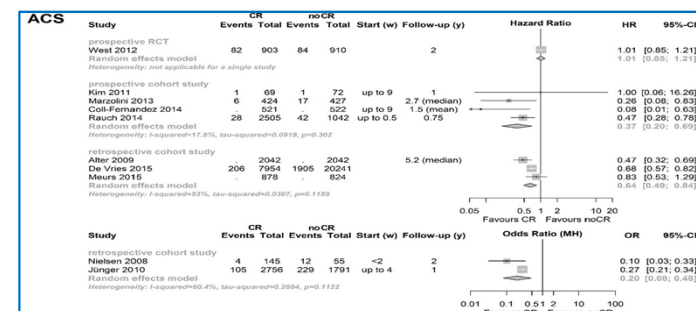 ACS
CR noCR Hazard Ratio
Study Events Total Events Total Start (w) Follow-up (y) HR 95%-CI
prospective RCT
West 2012 82 903 84 910 2 1.01 [0.85; 1.21]
Random effects model 1.01 [0.85; 1.21]
Heterogeneity: not applicable for a single study
prospective cohort study
Kim 2011 1 69 1 72 up to 9 1 1.00 [0.06; 16.26]
Marzolini 2013 6 424 17 427 2.7 (median) 0.26 [0.08; 0.83]
Coll-Fernandez 2014 . 521 . 522 up to 9 1.5 (mean) 0.08 [0.01; 0.63]
Rauch 2014 28 2505 42 1042 up to 0.5 0.75 0.47 [0.28; 0.78]
Random effects model 0.37 [0.20; 0.69]
Heterogeneity: I-squared=17.8%, tau-squared=0.0919, p=0.302
retrospective cohort study
Alter 2009 . 2042 . 2042 5.2 (median) 0.47 [0.32; 0.69]
De Vries 2015 206 7954 1905 20241 0.68 [0.57; 0.82]
Meurs 2015 . 878 . 824 0.83 [0.53; 1.29]
Random effects model 0.64 [0.49; 0.84]
Heterogeneity: I-squared=53%, tau-squared=0.0307, p=0.1189
0.05 0.5 1 2 10 20
Favours CR Favours noCR
CR noCR Odds Ratio (MH)
Study Events Total Events Total Start (w) Follow-up (y) OR 95%-CI
retrospective cohort study
Nielsen 2008 4 145 12 55 <2 2 0.10 [0.03; 0.33]
Jünger 2010 105 2756 229 1791 up to 4 1 0.27 [0.21; 0.34]
Random effects model 0.20 [0.08; 0.48]
Heterogeneity: I-squared=60.4%, tau-squared=0.2884, p=0.1122
0.01 0.1 0.51 2 10 100